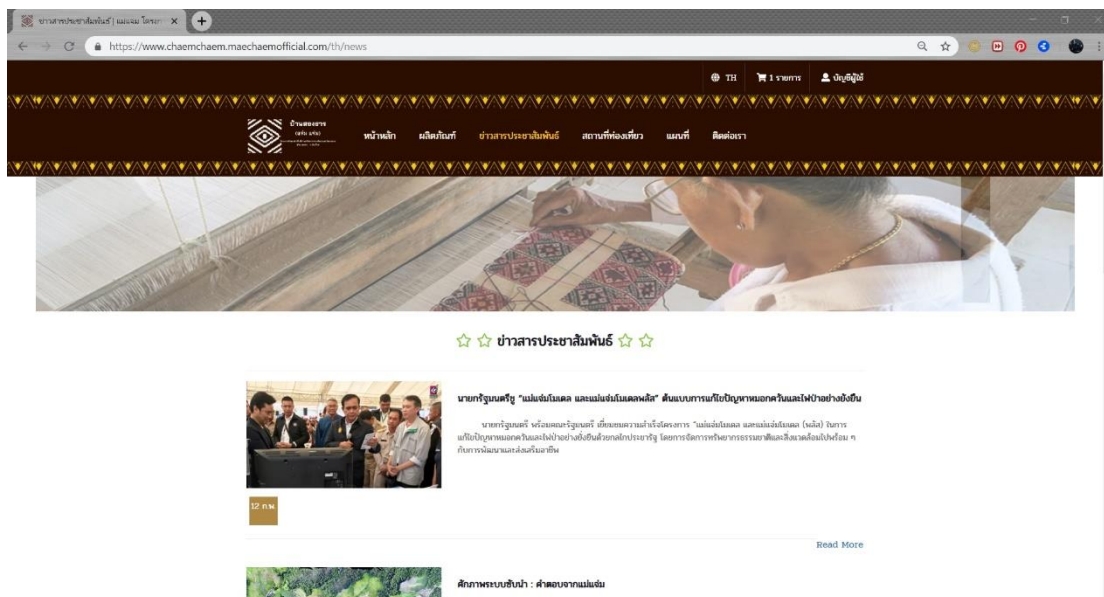 ข่าวสารประชาสัมพันธ์ | แม่แจ่ม โครงก
https://www.chaemchaem.maechaemofficial.com/th/news
TH
1 รายการ
บัญชีผู้ใช้
หน้าหลัก
ผลิตภัณฑ์
ข่าวสารประชาสัมพันธ์
สถานที่ท่องเที่ยว
แผนที่
ติดต่อเรา
ข่าวสารประชาสัมพันธ์
นายกรัฐมนตรีชู “แม่แจ่มโมเดล และแม่แจ่มโมเดลพลัส” ต้นแบบการแก้ไขปัญหาหมอกควันและไฟป่าอย่างยั่งยืน
นายกรัฐมนตรี พร้อมคณะรัฐมนตรี เยี่ยมชมความสำเร็จโครงการ “แม่แจ่มโมเดล และแม่แจ่มโมเดล (พลัส) ในการ
แก้ไขปัญหาหมอกควันและไฟป่าอย่างยั่งยืนด้วยกลไกประชารัฐ โดยการจัดการทรัพยากรธรรมชาติและสิ่งแวดล้อมไปพร้อม ๆ
กับการพัฒนาและส่งเสริมอาชีพ
12 ก.พ.
Read More
ศักภาพระบบซับน้ำ : คำตอบจากแม่แจ่ม